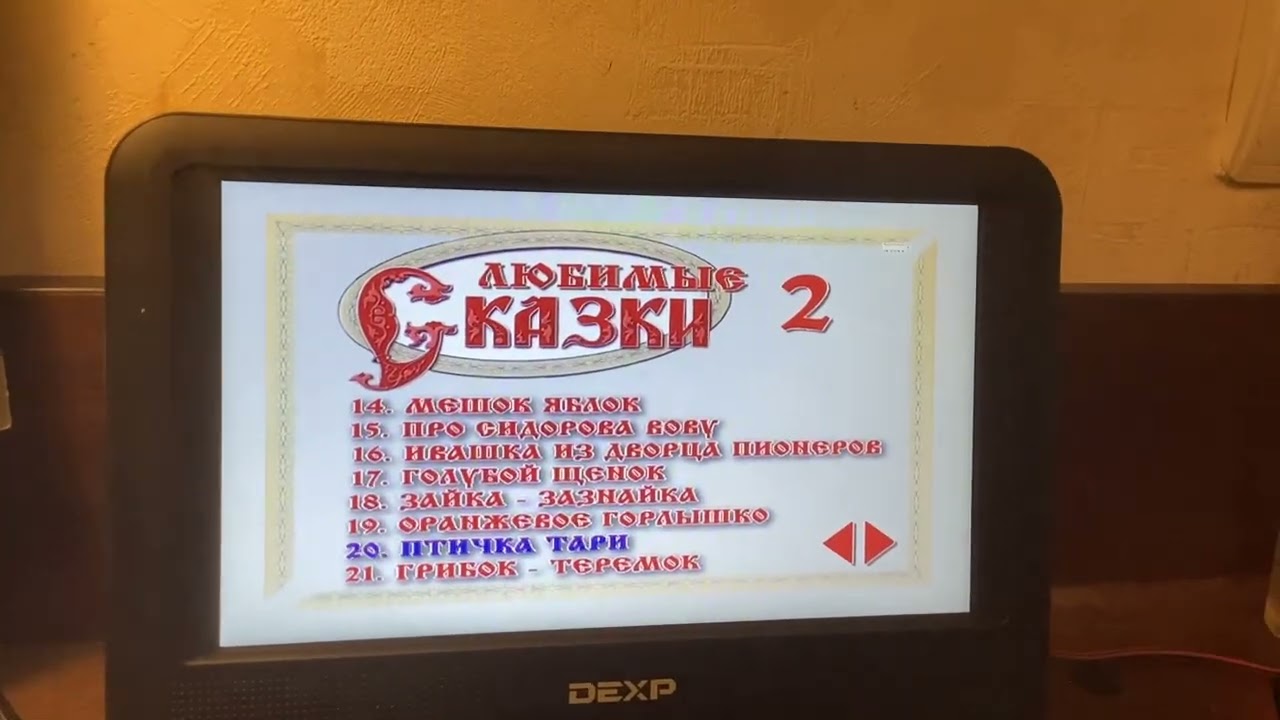 ЛЮБИМЫЕ
СКАЗКИ 2
14. МЕШОК ЯБЛОК
15. ПРО СИДОРОВА ВОВУ
16. ИВАШКА ИЗ ДВОРЦА ПИОНЕРОВ
17. ГОЛУБОЙ ЩЕНОК
18. ЗАЙКА - ЗАЗНАЙКА
19. ОРАНЖЕВОЕ ГОРЛЫШКО
20. ПТИЧКА ТАРИ
21. ГРИБОК - ТЕРЕМОК
DEXP